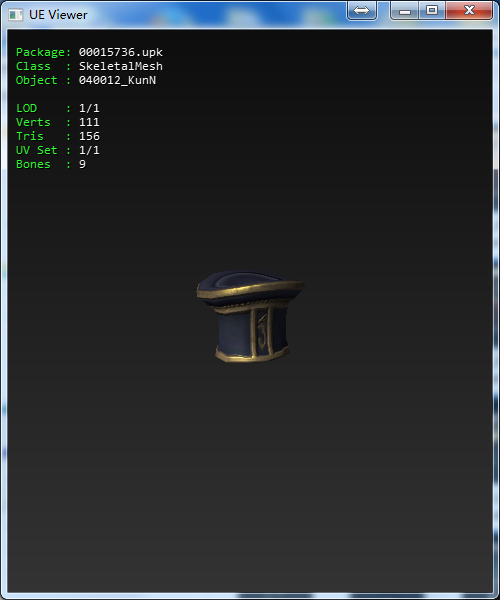 UE Viewer
Package: 00015736.upk
Class : SkeletalMesh
Object : 040012_KunN
LOD : 1/1
Verts : 111
Tris : 156
UV Set : 1/1
Bones : 9